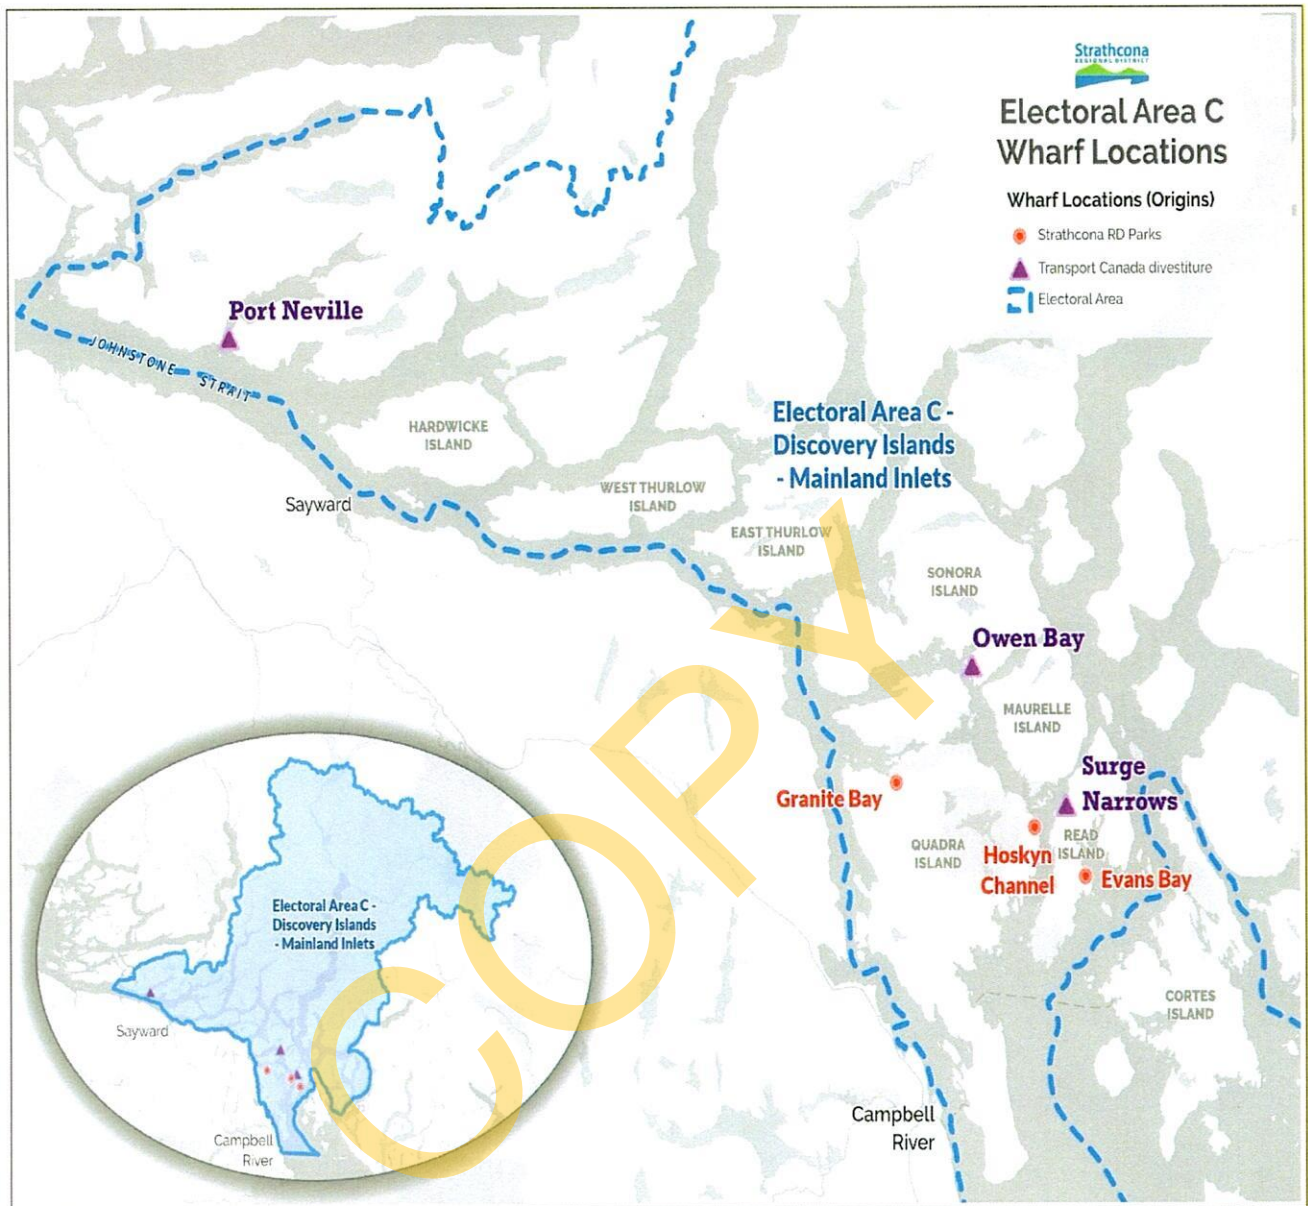 Strathcona
REGIONAL DISTRICT
Electoral Area C
Wharf Locations
Wharf Locations (Origins)
Strathcona RD Parks
Transport Canada divestiture
Electoral Area
Port Neville
JOHNSTONE STRAIT
HARDWICKE
ISLAND
Electoral Area C -
Discovery Islands
- Mainland Inlets
Sayward
WEST THURLOW
ISLAND
EAST THURLOW
ISLAND
SONORA
ISLAND
Owen Bay
MAURELLE
ISLAND
Surge
Narrows
Granite Bay
QUADRA
ISLAND
Hoskyn
Channel
READ
ISLAND
Evans Bay
CORTES
ISLAND
Campbell
River
Electoral Area C -
Discovery Islands
- Mainland Inlets
Sayward
Campbell
River
COPY